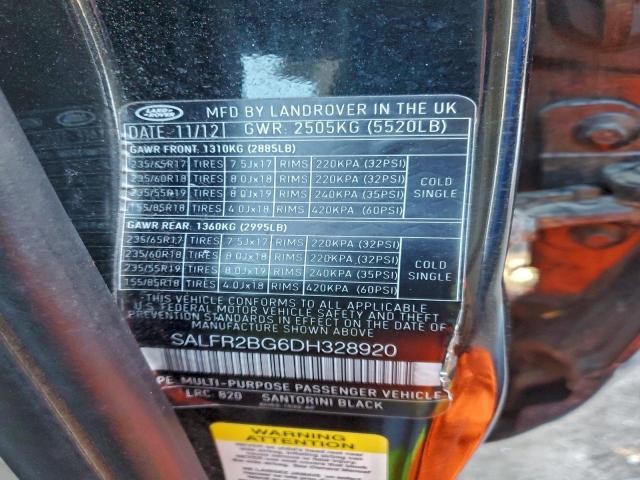 LAND ROVER
MFD BY LANDROVER IN THE UK
DATE: 11/12 GWR: 2505KG (5520LB)
GAWR FRONT: 1310KG (2885LB)
235/65R17 TIRES 7.5Jx17 RIMS 220KPA (32PSI)
235/60R18 TIRES 8.0Jx18 RIMS 220KPA (32PSI)
235/55R19 TIRES 8.0Jx19 RIMS 240KPA (35PSI)
155/85R18 TIRES 4.0Jx18 RIMS 420KPA (60PSI)
COLD
SINGLE
GAWR REAR: 1360KG (2995LB)
235/65R17 TIRES 7.5Jx17 RIMS 220KPA (32PSI)
235/60R18 TIRES 8.0Jx18 RIMS 220KPA (32PSI)
235/55R19 TIRES 8.0Jx19 RIMS 240KPA (35PSI)
155/85R18 TIRES 4.0Jx18 RIMS 420KPA (60PSI)
COLD
SINGLE
THIS VEHICLE CONFORMS TO ALL APPLICABLE
U.S. FEDERAL MOTOR VEHICLE SAFETY AND THEFT
PREVENTION STANDARDS IN EFFECT ON THE DATE OF
MANUFACTURE SHOWN ABOVE.
SALFR2BG6DH328920
PE: MULTI-PURPOSE PASSENGER VEHICLE
LRC. 820 SANTORINI BLACK
WARNING
ATTENTION